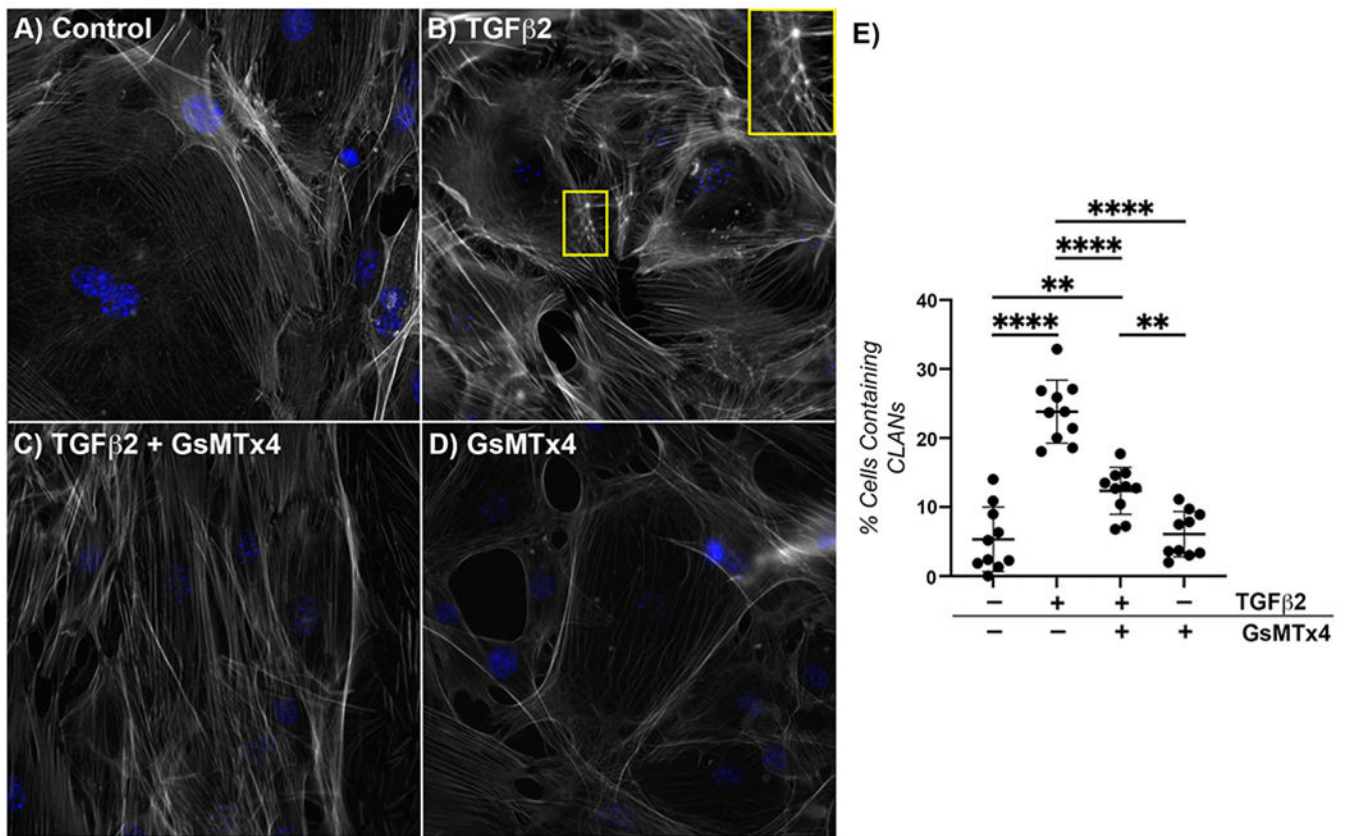 A) Control
B) TGFβ2
C) TGFβ2 + GsMTx4
D) GsMTx4
E)
% Cells Containing
CLANs
40
30
20
10
0
****
****
**
**** **
− + + − TGFβ2
− − + + GsMTx4